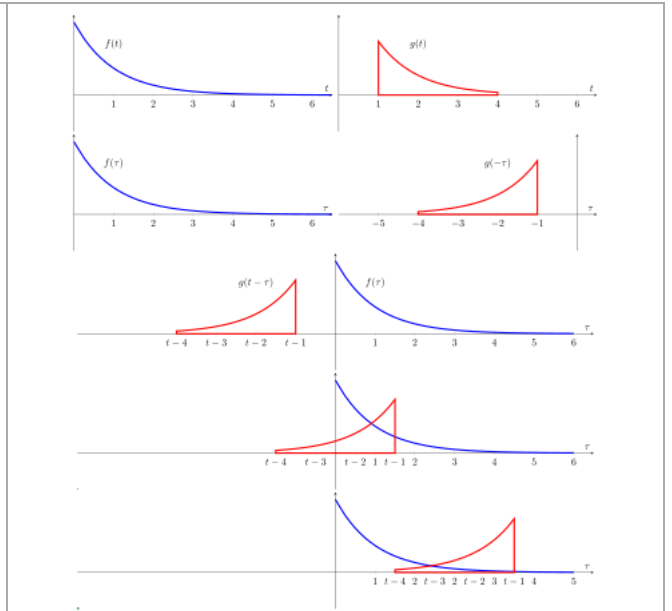 f(t) g(t)
t t
1 2 3 4 5 6 1 2 3 4 5 6
f(τ) g(−τ)
τ τ
1 2 3 4 5 6 −5 −4 −3 −2 −1
g(t − τ) f(τ)
τ
t − 4 t − 3 t − 2 t − 1 1 2 3 4 5 6
τ
t − 4 t − 3 t − 2 1 t − 1 2 3 4 5 6
τ
1 t − 4 2 t − 3 2 t − 2 3 t − 1 4 5